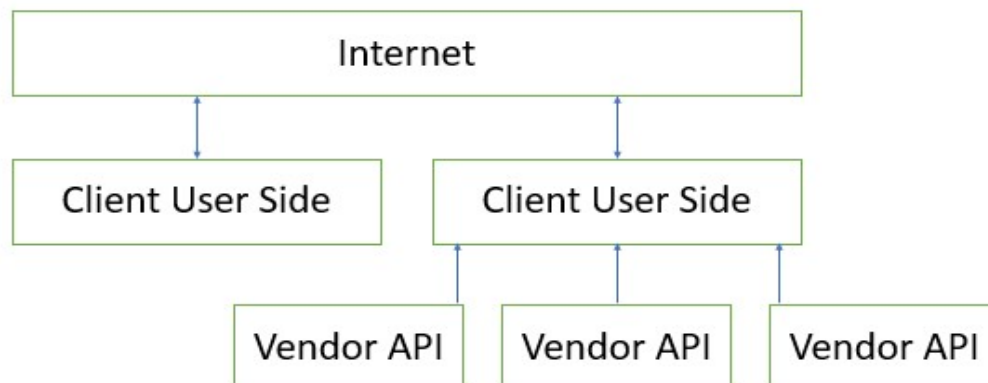 Internet
Client User Side
Client User Side
Vendor API
Vendor API
Vendor API